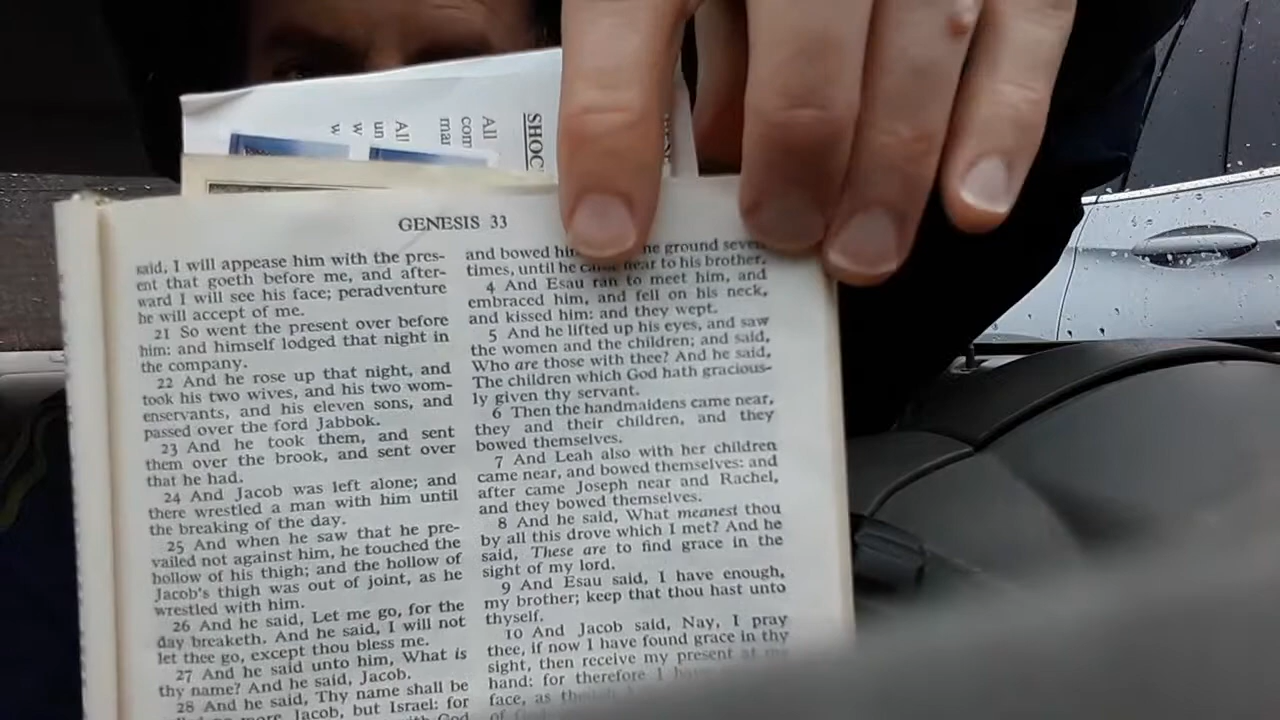 All
com
mar
SHOC
All
un
w
w
GENESIS 33
said, I will appease him with the pres-
ent that goeth before me, and after-
ward I will see his face; peradventure
he will accept of me.
21 So went the present over before
him: and himself lodged that night in
the company.
22 And he rose up that night, and
took his two wives, and his two wom-
enservants, and his eleven sons, and
passed over the ford Jabbok.
23 And he took them, and sent
them over the brook, and sent over
that he had.
24 And Jacob was left alone; and
there wrestled a man with him until
the breaking of the day.
25 And when he saw that he pre-
vailed not against him, he touched the
hollow of his thigh; and the hollow of
Jacob's thigh was out of joint, as he
wrestled with him.
26 And he said, Let me go, for the
day breaketh. And he said, I will not
let thee go, except thou bless me.
27 And he said unto him, What is
thy name? And he said, Jacob.
28 And he said, Thy name shall be
more Jacob, but Israel: for
with God
and bowed ground seven
times, until he came near to his brother.
4 And Esau ran to meet him, and
embraced him, and fell on his neck,
and kissed him: and they wept.
5 And he lifted up his eyes, and saw
the women and the children; and said,
Who are those with thee? And he said,
The children which God hath gracious-
ly given thy servant.
6 Then the handmaidens came near,
they and their children, and they
bowed themselves.
7 And Leah also with her children
came near, and bowed themselves: and
after came Joseph near and Rachel,
and they bowed themselves.
8 And he said, What meanest thou
by all this drove which I met? And he
said, These are to find grace in the
sight of my lord.
9 And Esau said, I have enough,
my brother; keep that thou hast unto
thyself.
10 And Jacob said, Nay, I pray
thee, if now I have found grace in thy
sight, then receive my present at my
hand: for therefore I
face, as